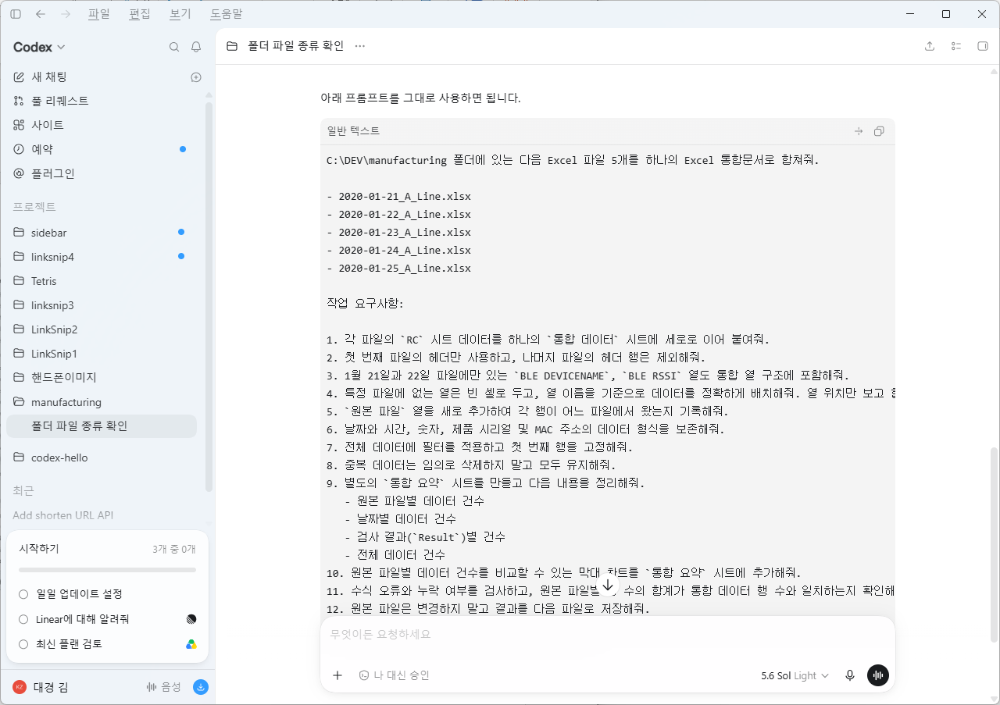 파일 편집 보기 도움말
Codex
새 채팅
풀 리퀘스트
사이트
예약
플러그인
프로젝트
sidebar
linksnip4
Tetris
linksnip3
LinkSnip2
LinkSnip1
핸드폰이미지
manufacturing
폴더 파일 종류 확인
codex-hello
최근
Add shorten URL API
시작하기 3개 중 0개
일일 업데이트 설정
Linear에 대해 알려줘
최신 플랜 검토
KZ 대경 김 음성
폴더 파일 종류 확인 ···
아래 프롬프트를 그대로 사용하면 됩니다.
일반 텍스트
C:\DEV\manufacturing 폴더에 있는 다음 Excel 파일 5개를 하나의 Excel 통합문서로 합쳐줘.
- 2020-01-21_A_Line.xlsx
- 2020-01-22_A_Line.xlsx
- 2020-01-23_A_Line.xlsx
- 2020-01-24_A_Line.xlsx
- 2020-01-25_A_Line.xlsx
작업 요구사항:
1. 각 파일의 `RC` 시트 데이터를 하나의 `통합 데이터` 시트에 세로로 이어 붙여줘.
2. 첫 번째 파일의 헤더만 사용하고, 나머지 파일의 헤더 행은 제외해줘.
3. 1월 21일과 22일 파일에만 있는 `BLE DEVICENAME`, `BLE RSSI` 열도 통합 열 구조에 포함해줘.
4. 특정 파일에 없는 열은 빈 셀로 두고, 열 이름을 기준으로 데이터를 정확하게 배치해줘. 열 위치만 보고
5. `원본 파일` 열을 새로 추가하여 각 행이 어느 파일에서 왔는지 기록해줘.
6. 날짜와 시간, 숫자, 제품 시리얼 및 MAC 주소의 데이터 형식을 보존해줘.
7. 전체 데이터에 필터를 적용하고 첫 번째 행을 고정해줘.
8. 중복 데이터는 임의로 삭제하지 말고 모두 유지해줘.
9. 별도의 `통합 요약` 시트를 만들고 다음 내용을 정리해줘.
- 원본 파일별 데이터 건수
- 날짜별 데이터 건수
- 검사 결과(`Result`)별 건수
- 전체 데이터 건수
10. 원본 파일별 데이터 건수를 비교할 수 있는 막대 차트를 `통합 요약` 시트에 추가해줘.
11. 수식 오류와 누락 여부를 검사하고, 원본 파일별 수의 합계가 통합 데이터 행 수와 일치하는지 확인해
12. 원본 파일은 변경하지 말고 결과를 다음 파일로 저장해줘.
무엇이든 요청하세요
나 대신 승인 5.6 Sol Light